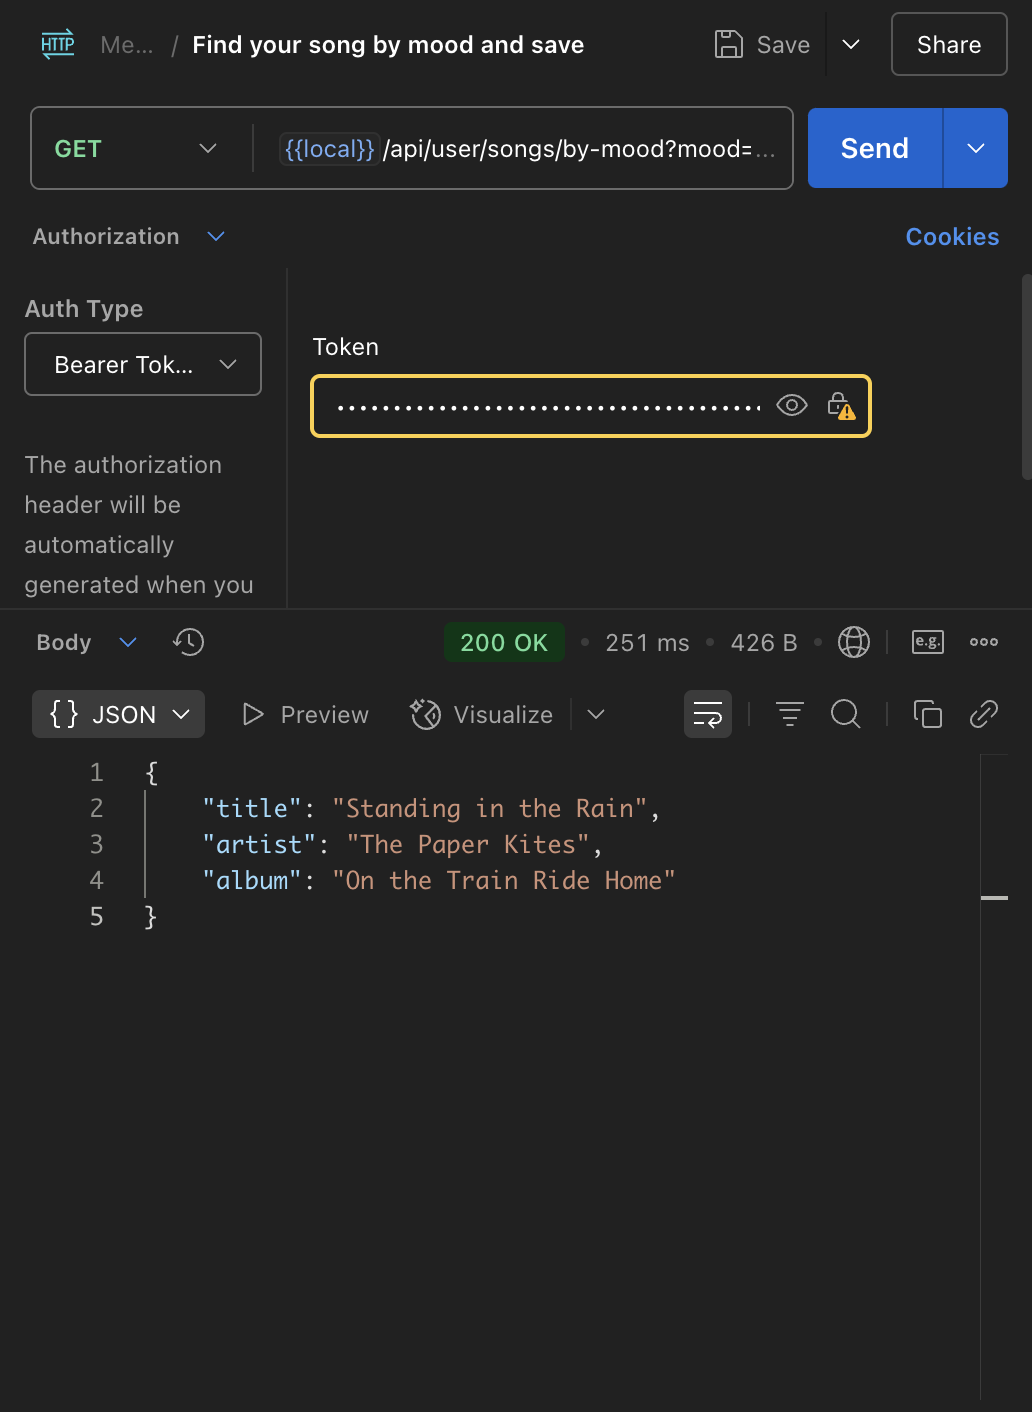 HTTP Me... / Find your song by mood and save Save Share
GET {{local}}/api/user/songs/by-mood?mood=... Send
Authorization Cookies
Auth Type
Bearer Tok...
Token
The authorization
header will be
automatically
generated when you
Body 200 OK • 251 ms • 426 B • e.g.
{} JSON Preview Visualize
1 {
2 "title": "Standing in the Rain",
3 "artist": "The Paper Kites",
4 "album": "On the Train Ride Home"
5 }